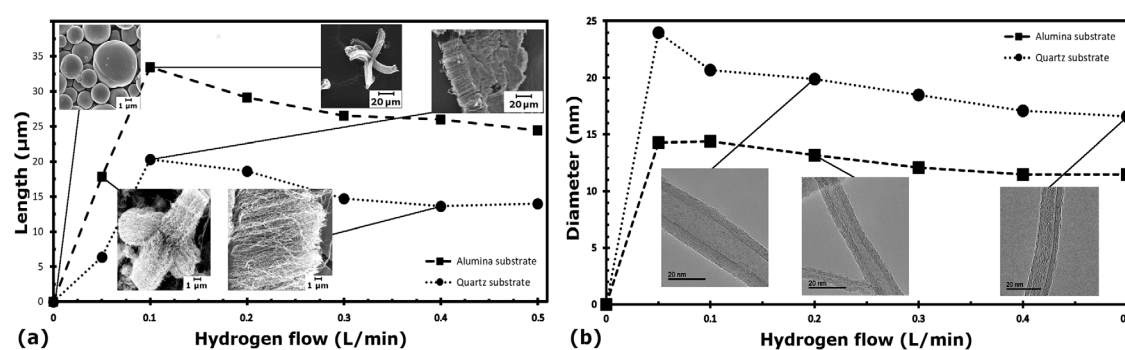 (a)
Length (µm)
35
30
25
20
15
10
5
0
0
0.1
0.2
0.3
0.4
0.5
Hydrogen flow (L/min)
1 µm
20 µm
20 µm
1 µm
1 µm
Alumina substrate
Quartz substrate
(b)
Diameter (nm)
25
20
15
10
5
0
0
0.1
0.2
0.3
0.4
Hydrogen flow (L/min)
Alumina substrate
Quartz substrate
20 nm
20 nm
20 nm